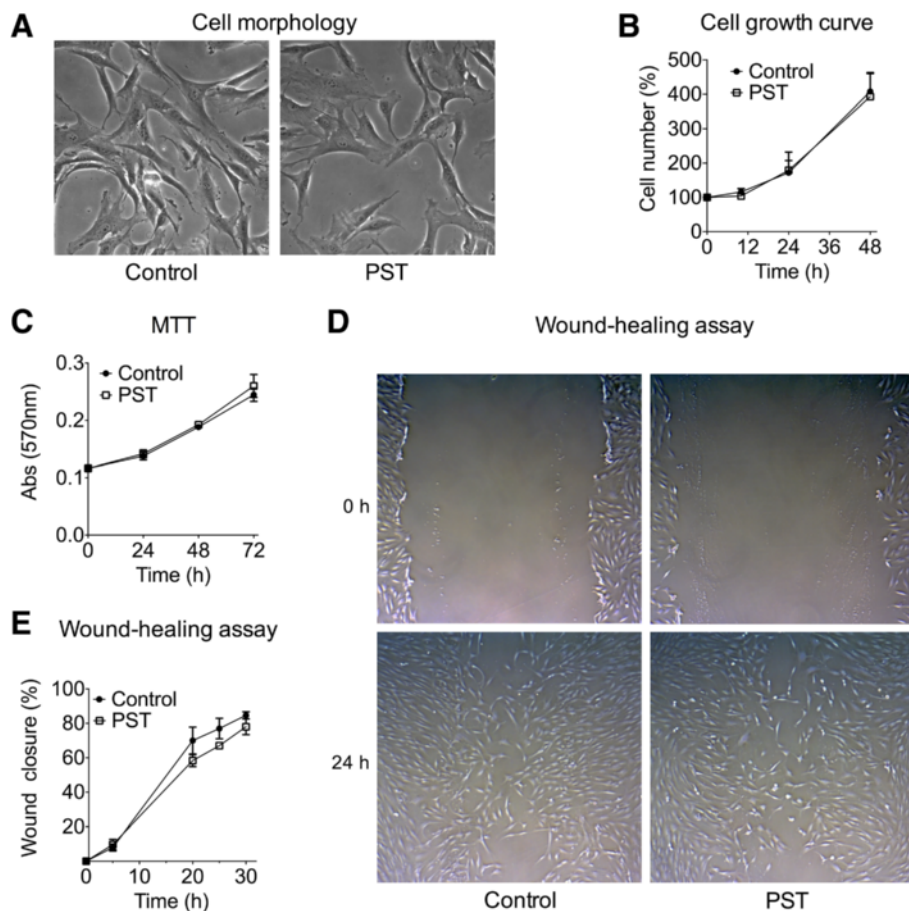 A
Cell morphology
Control
PST
B
Cell growth curve
Cell number (%)
500
400
300
200
100
0
Control
PST
0 12 24 36 48
Time (h)
C
MTT
Abs (570nm)
0.3
0.2
0.1
0.0
Control
PST
0 24 48 72
Time (h)
D
Wound-healing assay
0 h
24 h
Control
PST
E
Wound-healing assay
Wound closure (%)
100
80
60
40
20
Control
PST
0 10 20 30
Time (h)